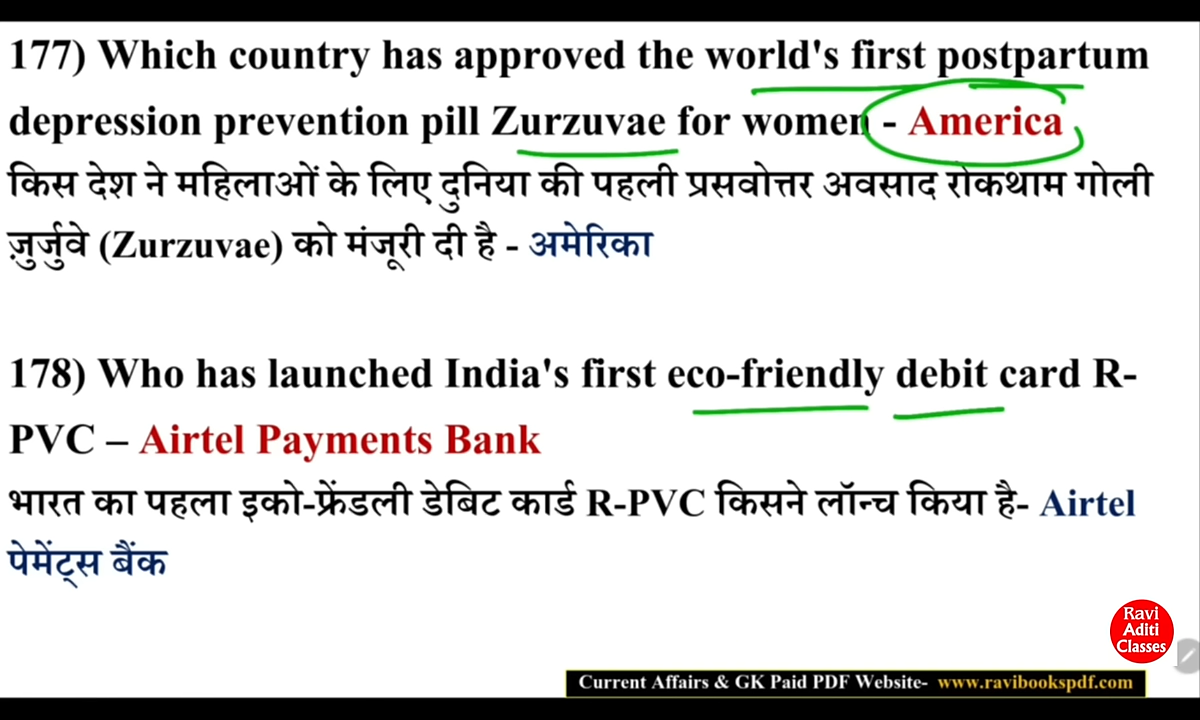 177) Which country has approved the world's first postpartum
depression prevention pill Zurzuvae for women - America
किस देश ने महिलाओं के लिए दुनिया की पहली प्रसवोत्तर अवसाद रोकथाम गोली
ज़ुर्जुवे (Zurzuvae) को मंजूरी दी है - अमेरिका
178) Who has launched India's first eco-friendly debit card R-
PVC – Airtel Payments Bank
भारत का पहला इको-फ्रेंडली डेबिट कार्ड R-PVC किसने लॉन्च किया है- Airtel
पेमेंट्स बैंक
Ravi
Aditi
Classes
Current Affairs & GK Paid PDF Website- www.ravibookspdf.com